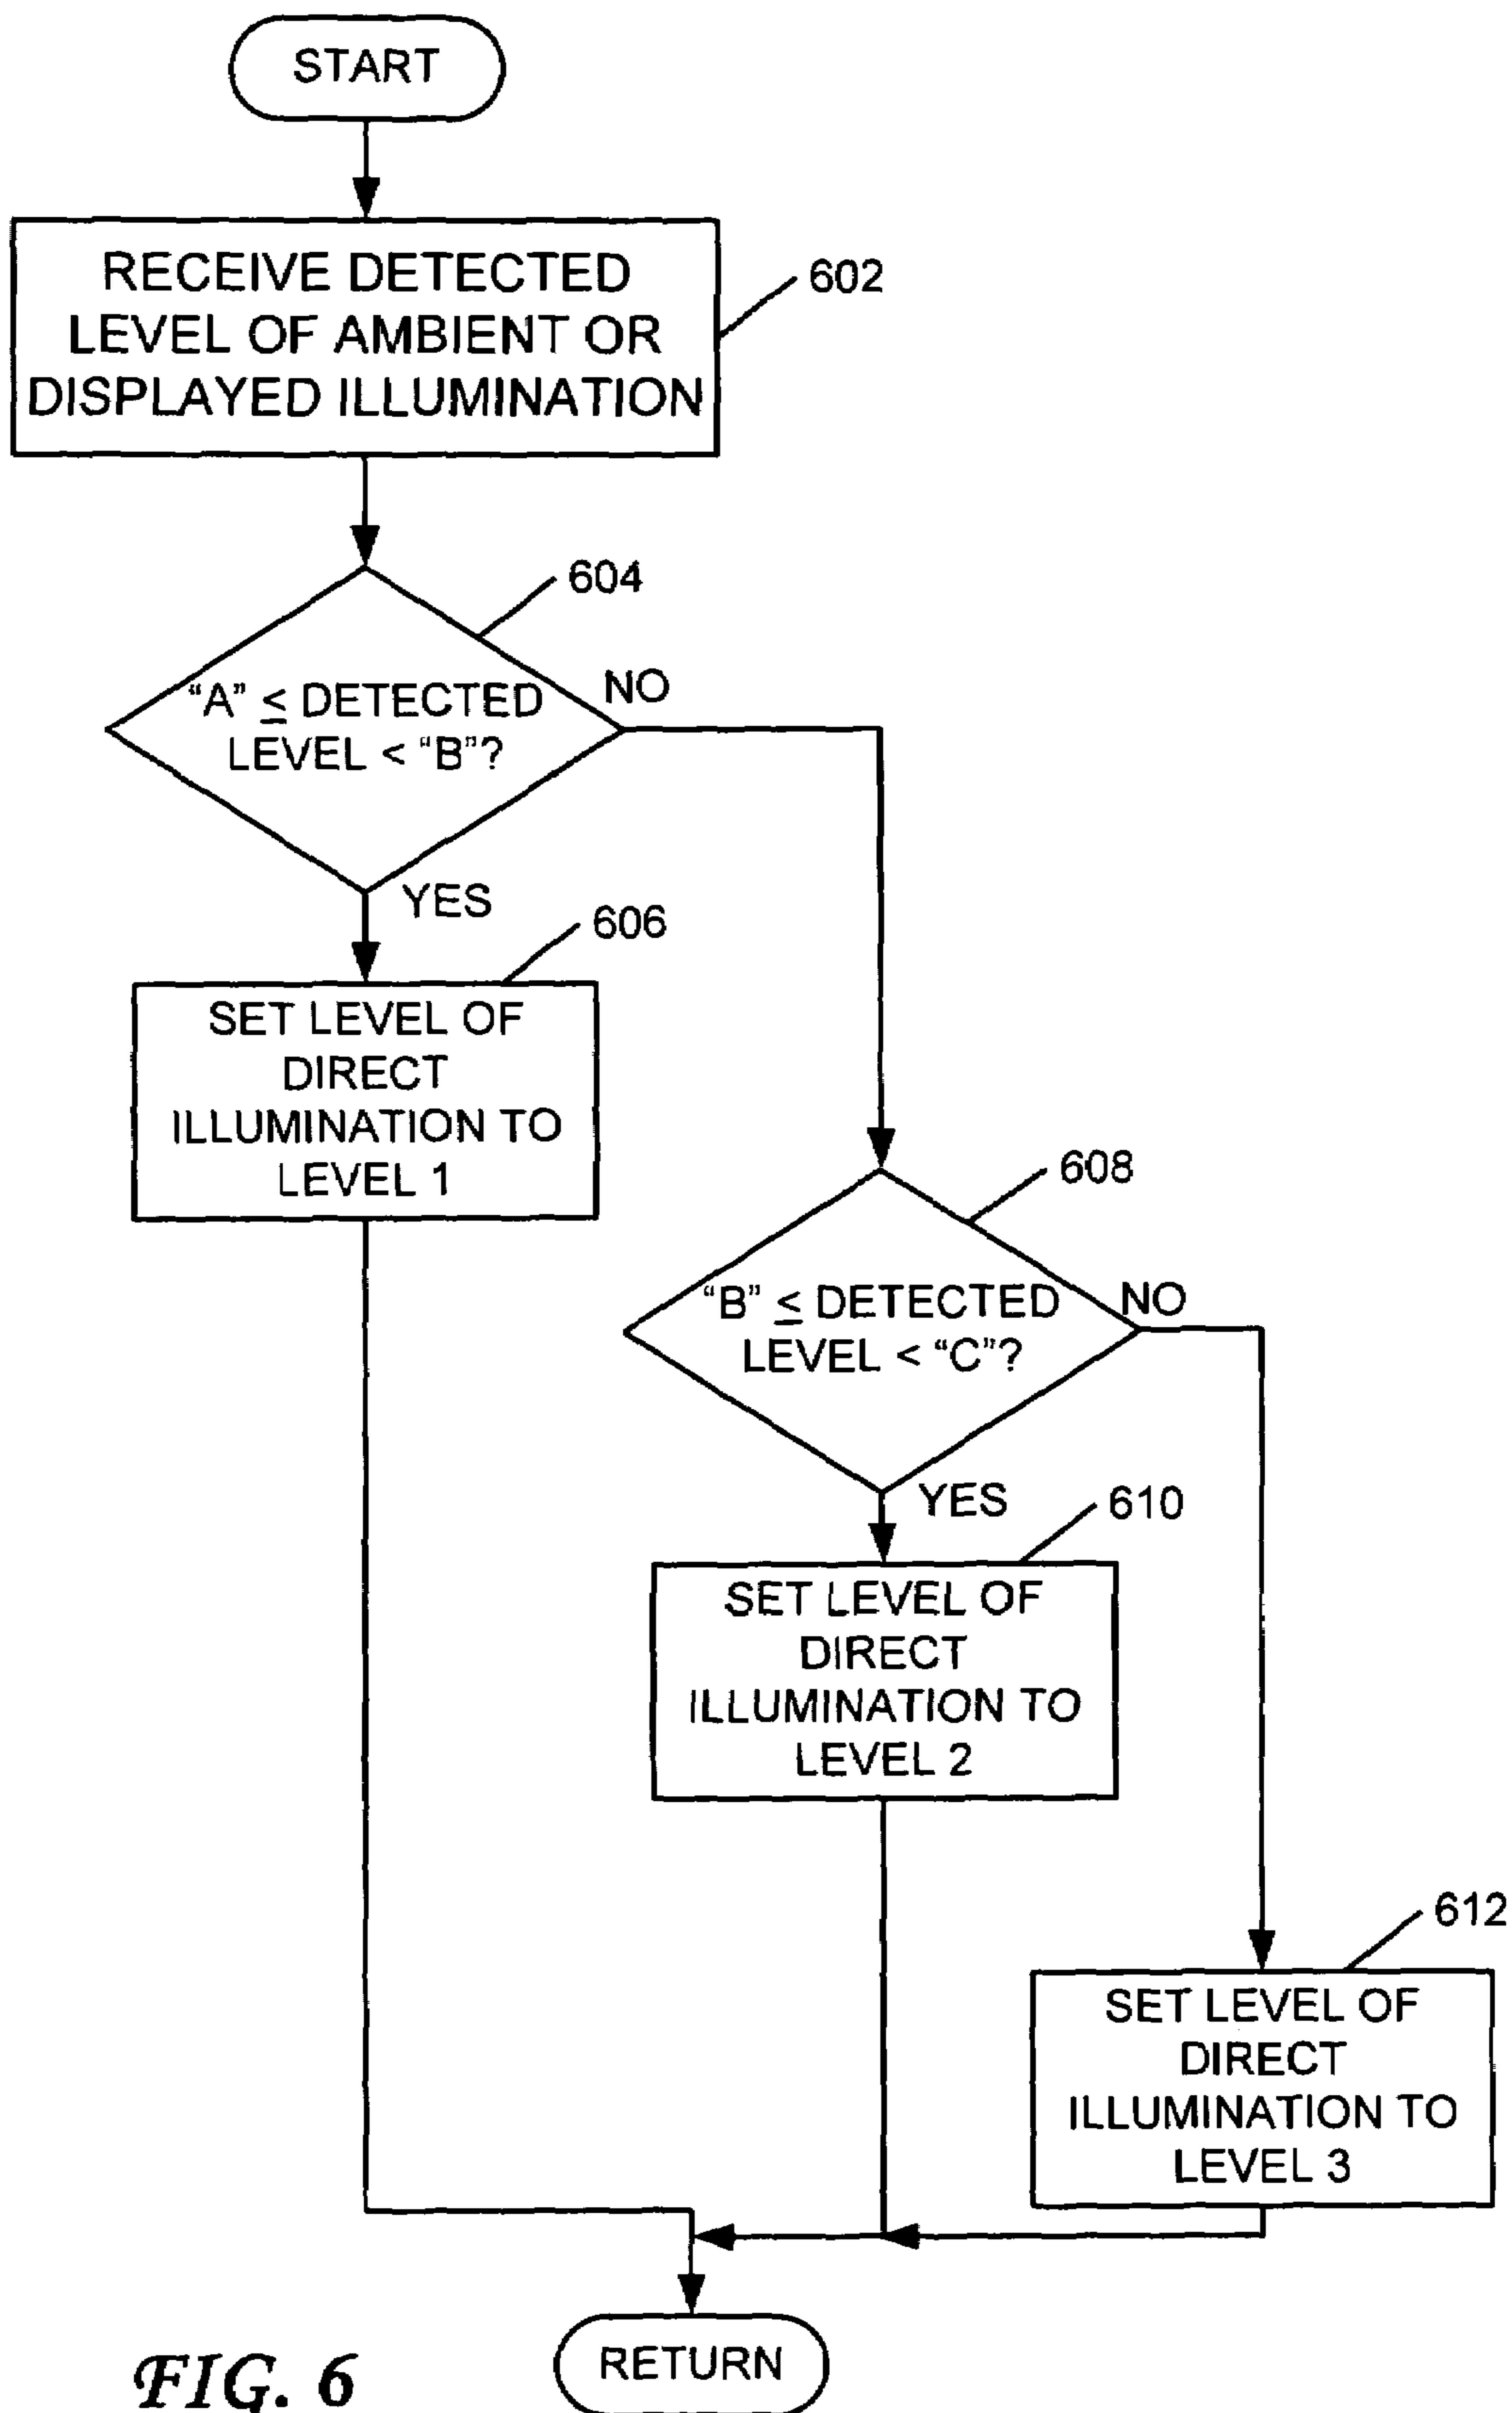 START
RECEIVE DETECTED
LEVEL OF AMBIENT OR
DISPLAYED ILLUMINATION
602
604
“A” ≤ DETECTED
LEVEL < “B”?
NO
YES
606
SET LEVEL OF
DIRECT
ILLUMINATION TO
LEVEL 1
608
“B” ≤ DETECTED
LEVEL < “C”?
NO
YES
610
SET LEVEL OF
DIRECT
ILLUMINATION TO
LEVEL 2
612
SET LEVEL OF
DIRECT
ILLUMINATION TO
LEVEL 3
RETURN
FIG. 6